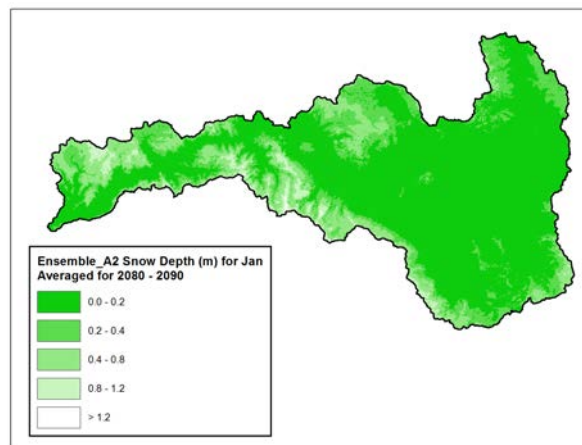 Ensemble_A2 Snow Depth (m) for Jan
Averaged for 2080 - 2090
0.0 - 0.2
0.2 - 0.4
0.4 - 0.8
0.8 - 1.2
> 1.2